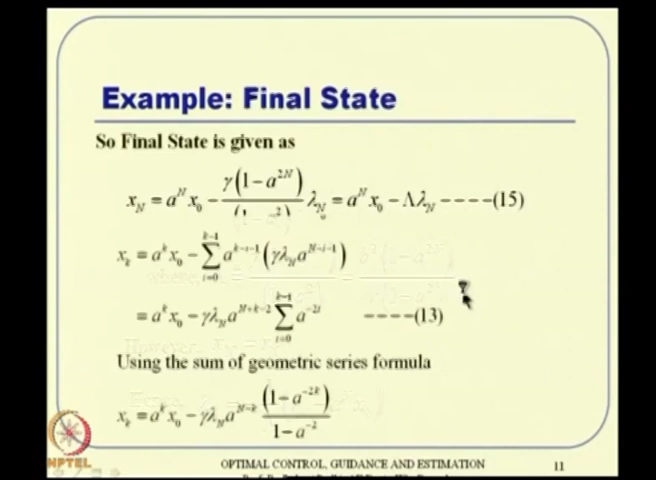 Example: Final State
So Final State is given as
x_N = a^N x_0 - γ(1-a^{2N}) / (1-a^2) λ_N = a^N x_0 - Λλ_N ----(15)
x_k = a^k x_0 - Σ_{i=0}^{k-1} a^{k-i-1} (γλ_N a^{N-i-1})
= a^k x_0 - γλ_N a^{N+k-2} Σ_{i=0}^{k-1} a^{-2i} ----(13)
Using the sum of geometric series formula
x_k = a^k x_0 - γλ_N a^{N-k} (1-a^{-2k}) / 1-a^{-2}
NPTEL
OPTIMAL CONTROL, GUIDANCE AND ESTIMATION
11